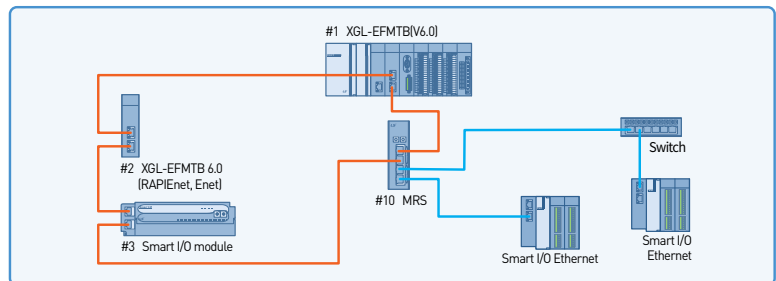 #1 XGL-EFMTB(V6.0)
#2 XGL-EFMTB 6.0
(RAPIEnet, Enet)
#10 MRS
Switch
#3 Smart I/O module
Smart I/O Ethernet
Smart I/O
Ethernet